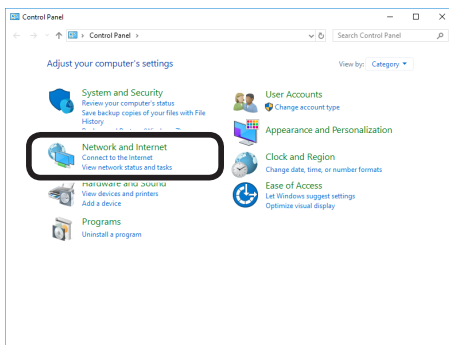 Control Panel
Control Panel
Search Control Panel
Adjust your computer's settings
View by: Category
System and Security
Review your computer's status
Save backup copies of your files with File
History
Network and Internet
Connect to the Internet
View network status and tasks
Hardware and Sound
View devices and printers
Add a device
Programs
Uninstall a program
User Accounts
Change account type
Appearance and Personalization
Clock and Region
Change date, time, or number formats
Ease of Access
Let Windows suggest settings
Optimize visual display